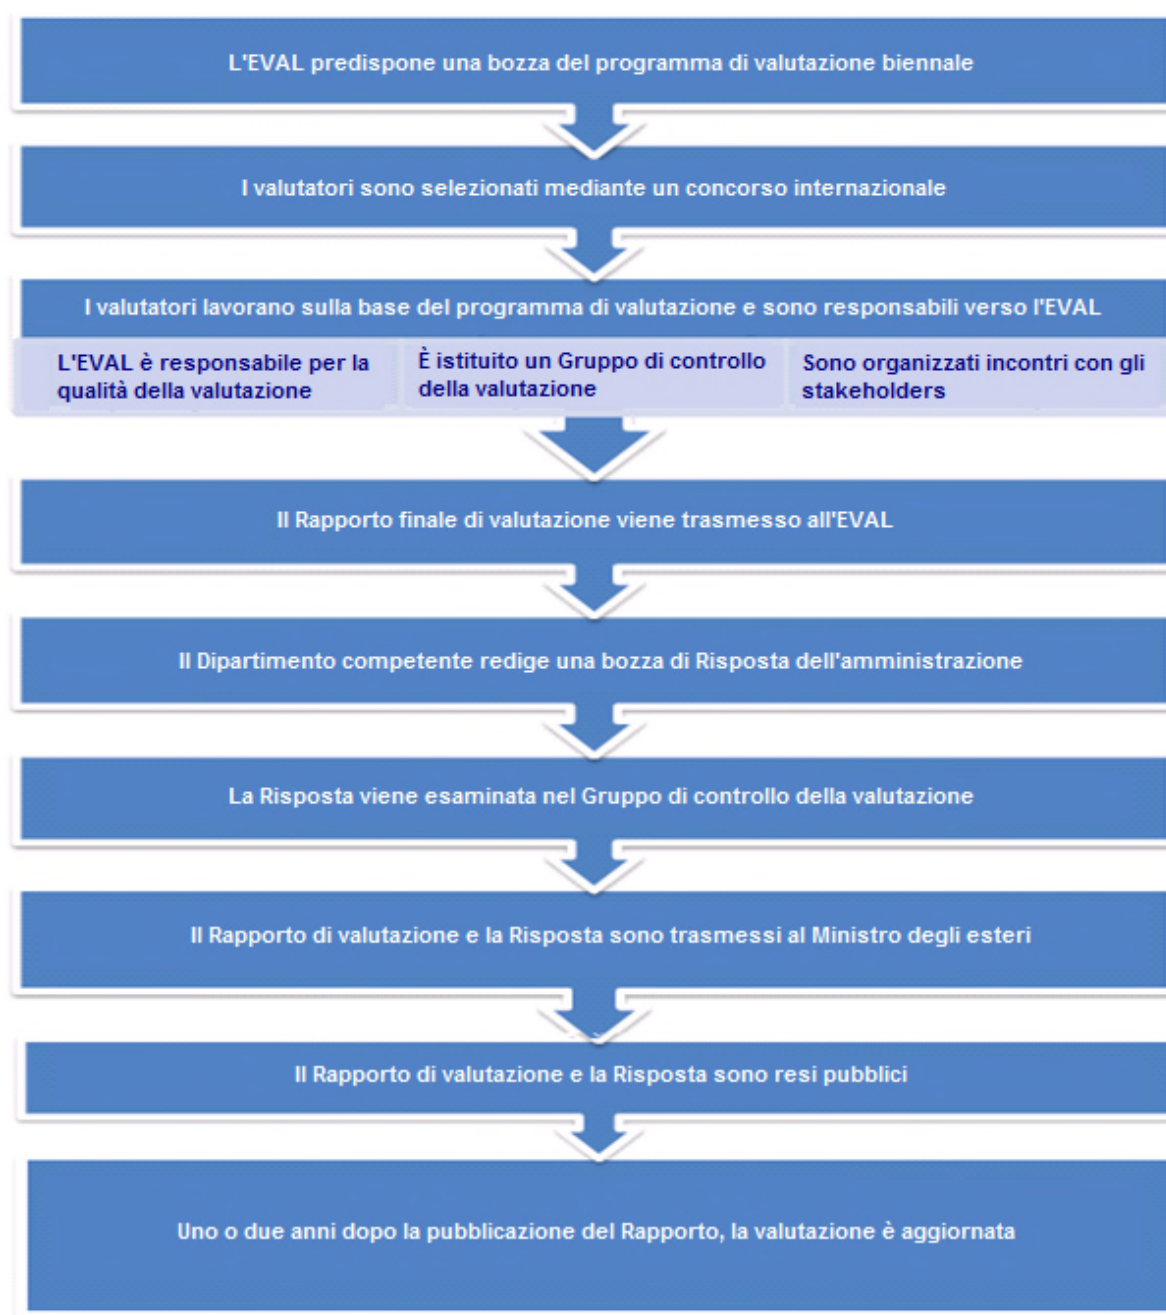 L'EVAL predispone una bozza del programma di valutazione biennale
I valutatori sono selezionati mediante un concorso internazionale
I valutatori lavorano sulla base del programma di valutazione e sono responsabili verso l'EVAL
L'EVAL è responsabile per la
qualità della valutazione
È istituito un Gruppo di controllo
della valutazione
Sono organizzati incontri con gli
stakeholders
Il Rapporto finale di valutazione viene trasmesso all'EVAL
Il Dipartimento competente redige una bozza di Risposta dell'amministrazione
La Risposta viene esaminata nel Gruppo di controllo della valutazione
Il Rapporto di valutazione e la Risposta sono trasmessi al Ministro degli esteri
Il Rapporto di valutazione e la Risposta sono resi pubblici
Uno o due anni dopo la pubblicazione del Rapporto, la valutazione è aggiornata